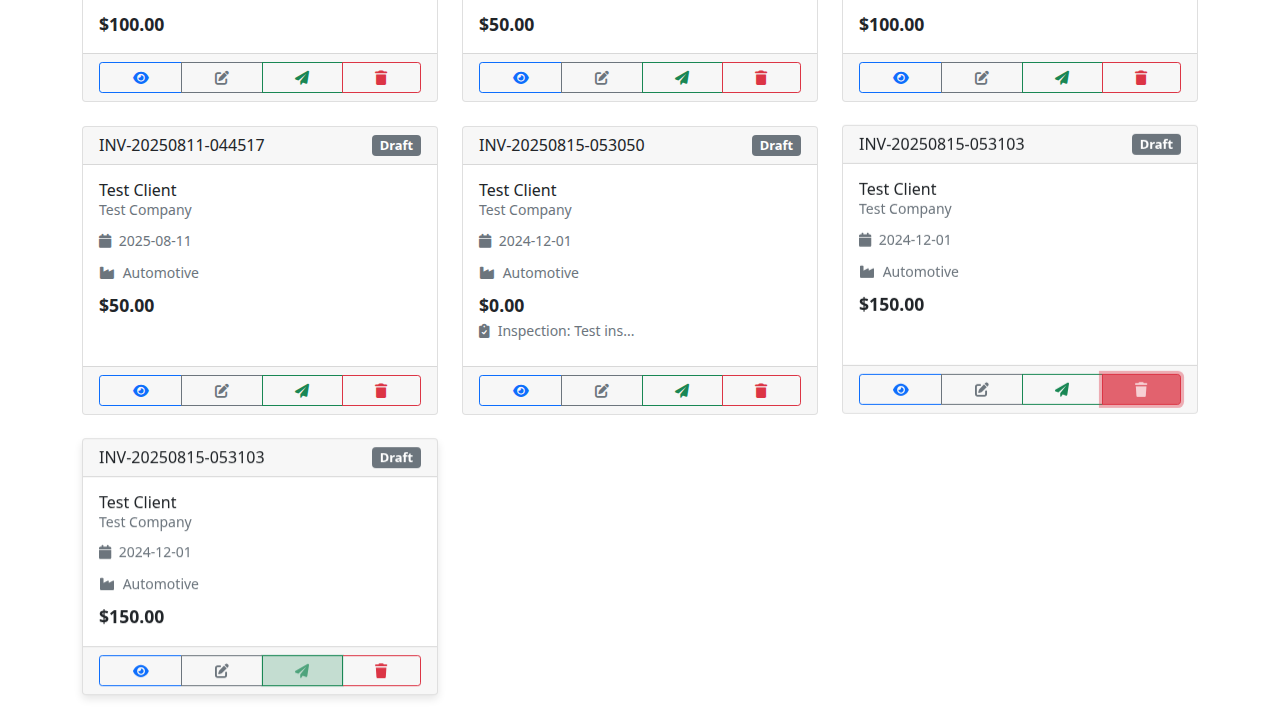 $100.00
$50.00
$100.00
INV-20250811-044517
Draft
Test Client
Test Company
2025-08-11
Automotive
$50.00
INV-20250815-053050
Draft
Test Client
Test Company
2024-12-01
Automotive
$0.00
Inspection: Test ins...
INV-20250815-053103
Draft
Test Client
Test Company
2024-12-01
Automotive
$150.00
INV-20250815-053103
Draft
Test Client
Test Company
2024-12-01
Automotive
$150.00